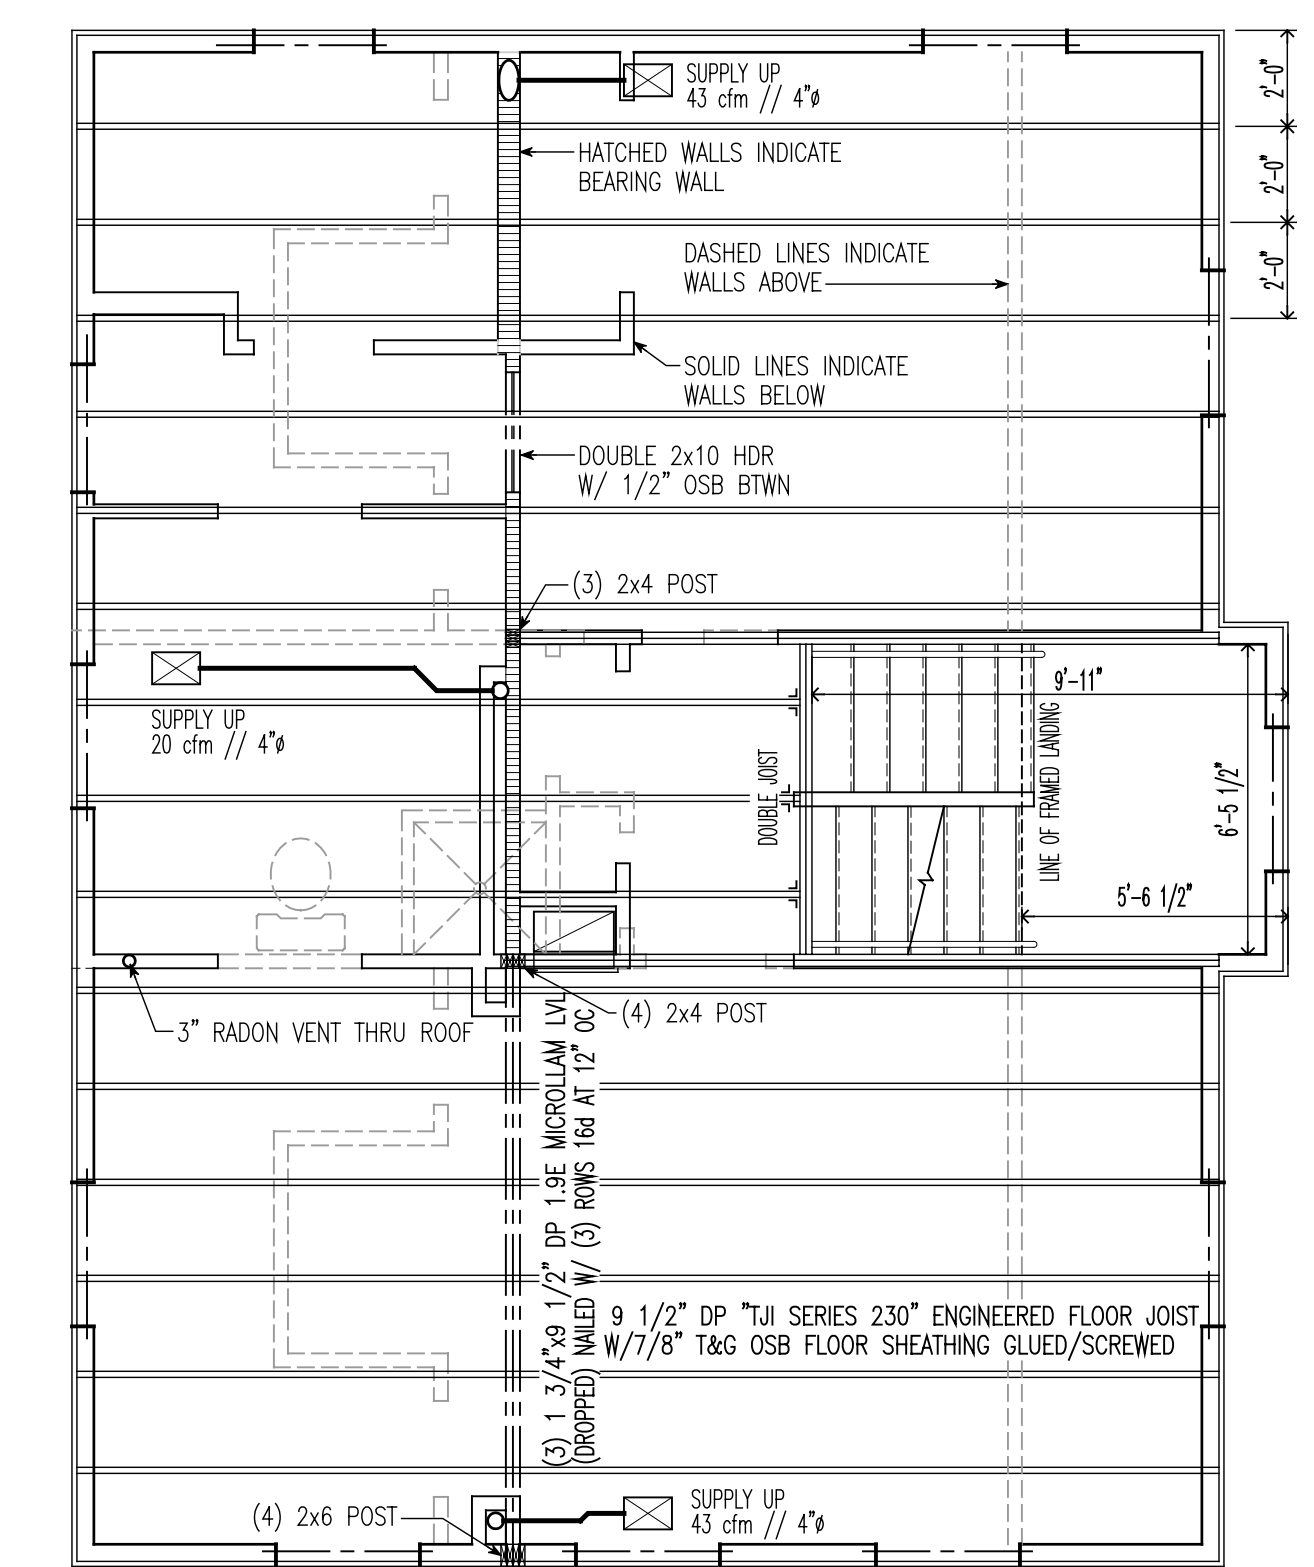 SUPPLY UP
43 cfm // 4"ø
2'-0"
HATCHED WALLS INDICATE
BEARING WALL
2'-0"
DASHED LINES INDICATE
WALLS ABOVE
2'-0"
SOLID LINES INDICATE
WALLS BELOW
DOUBLE 2x10 HDR
W/ 1/2" OSB BTWN
(3) 2x4 POST
9'-11"
SUPPLY UP
20 cfm // 4"ø
DOUBLE JOIST
LINE OF FRAMED LANDING
6'-5 1/2"
5'-6 1/2"
(4) 2x4 POST
3" RADON VENT THRU ROOF
(3) 1 3/4"x9 1/2" DP 1.9E MICROLLAM LVL
(DROPPED) NAILED W/ (3) ROWS 16d AT 12" OC
9 1/2" DP "TJI SERIES 230" ENGINEERED FLOOR JOIST
W/7/8" T&G OSB FLOOR SHEATHING GLUED/SCREWED
(4) 2x6 POST
SUPPLY UP
43 cfm // 4"ø